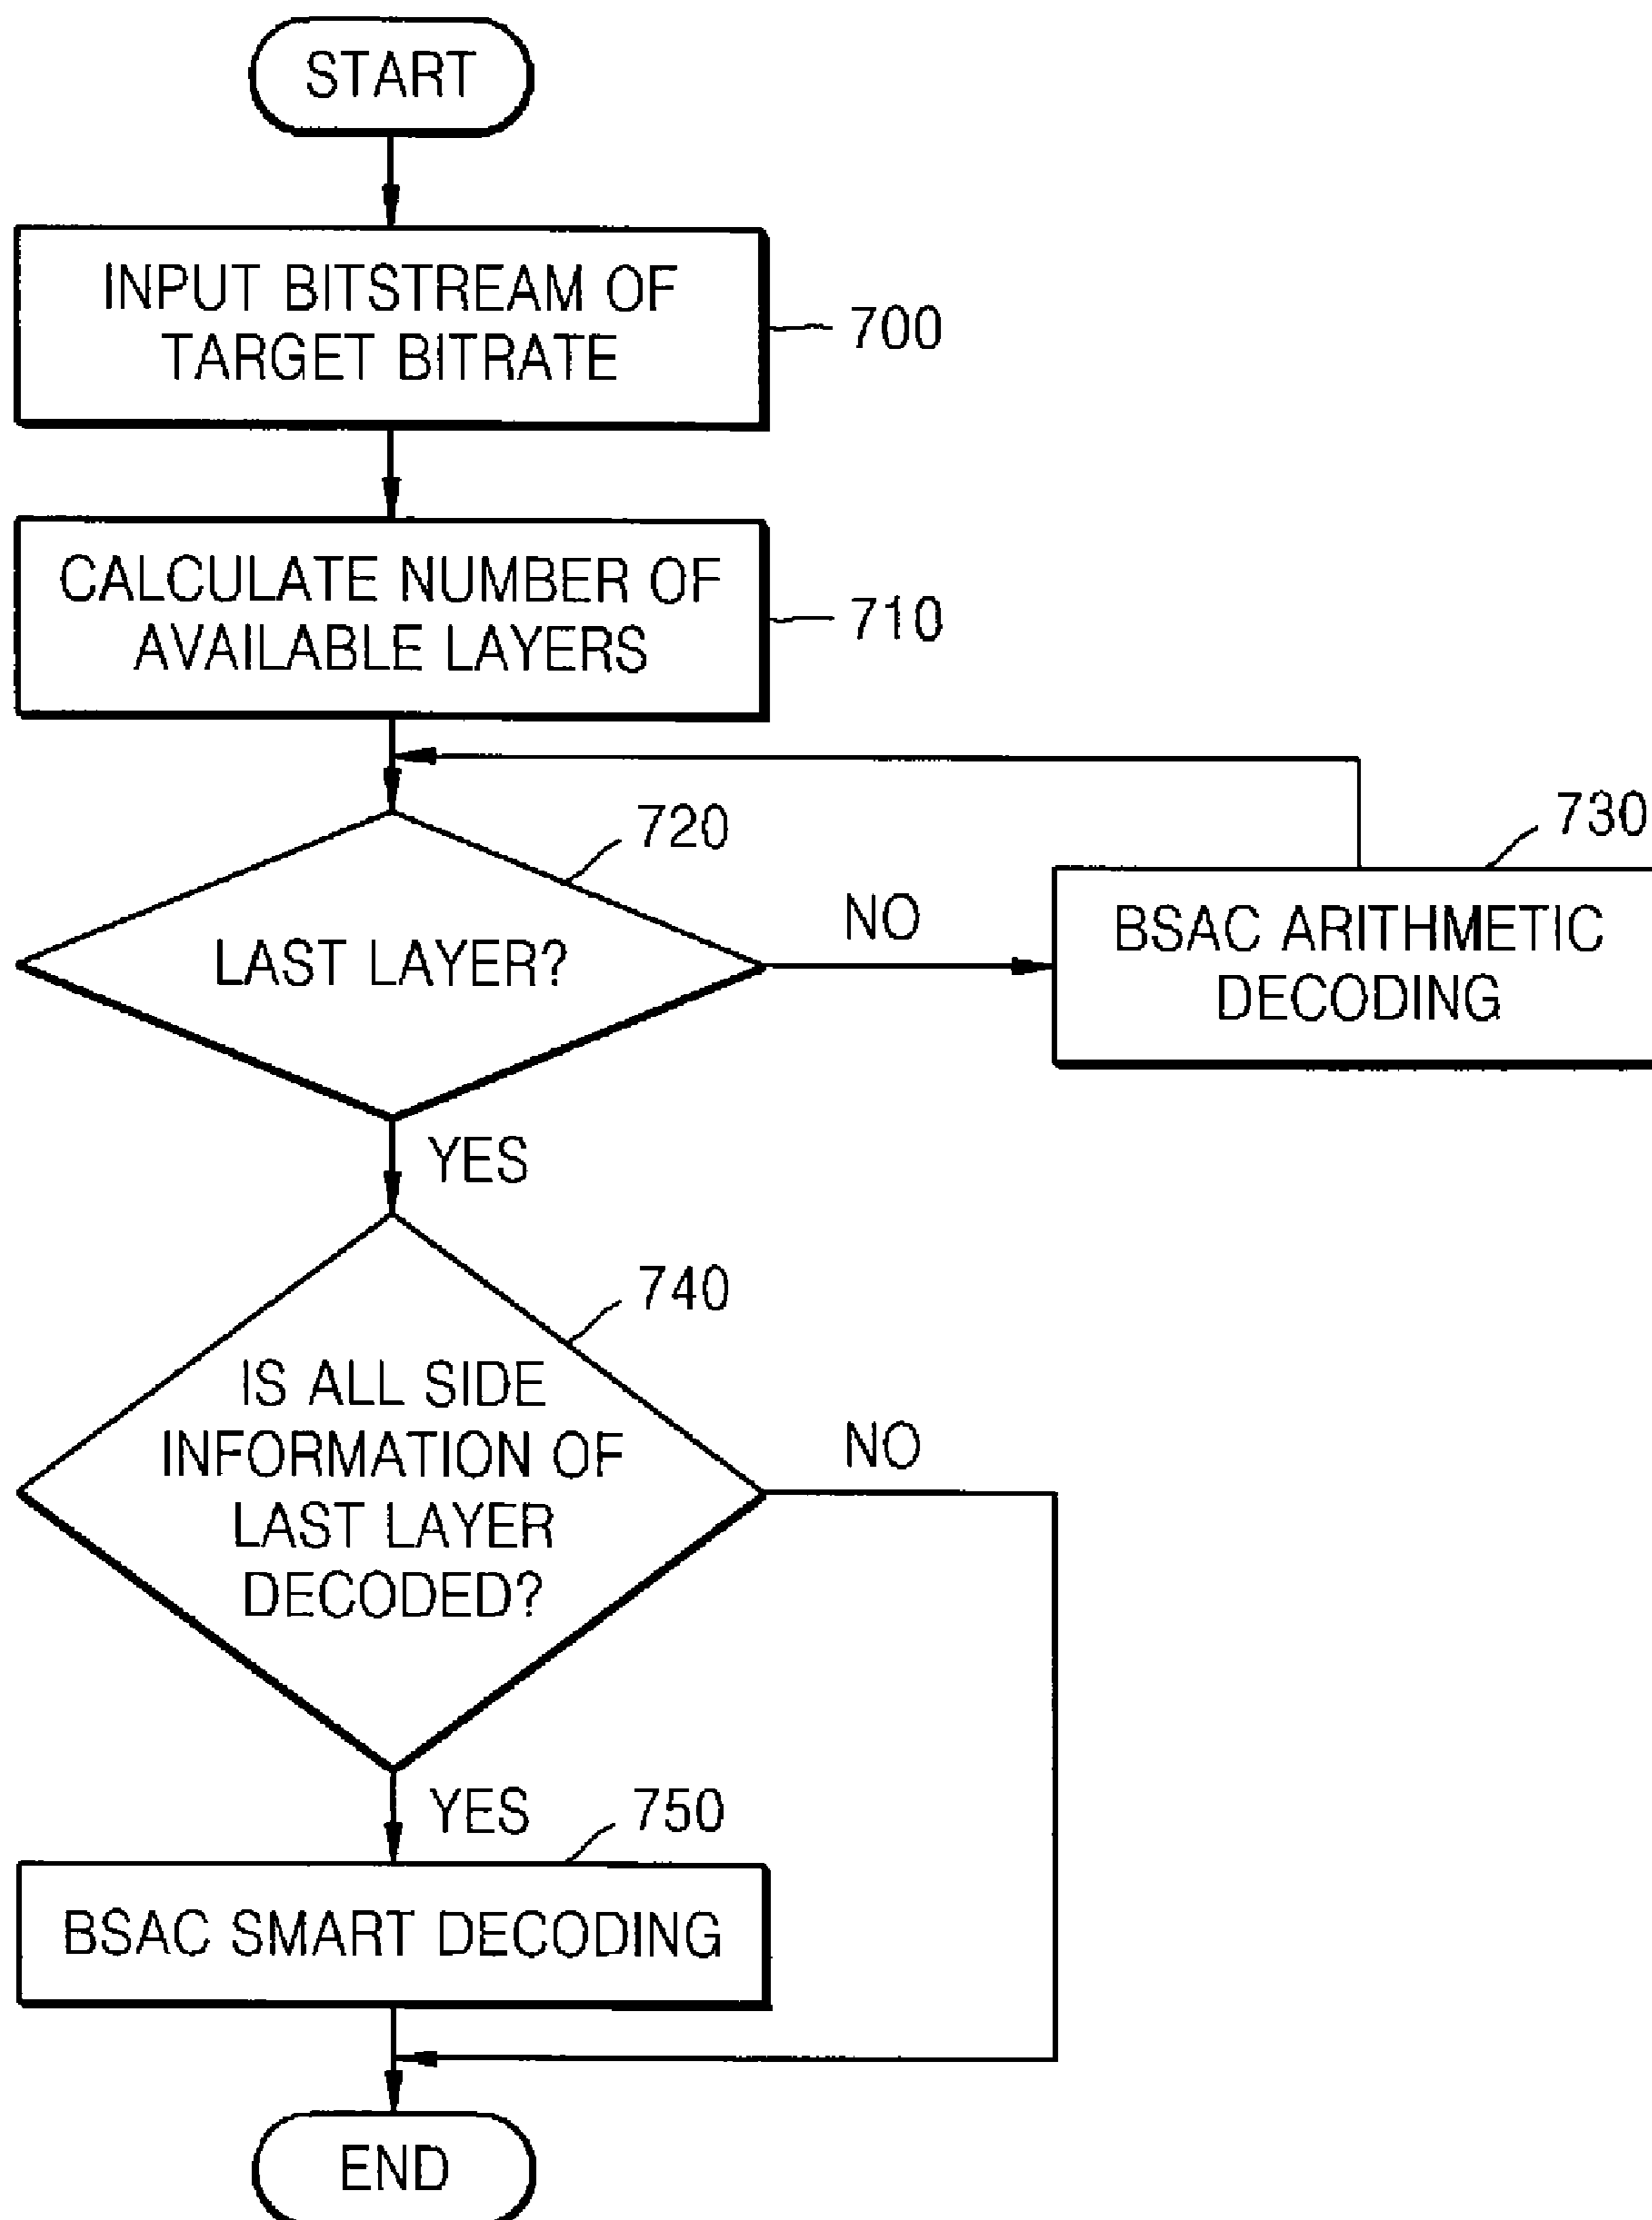 START
INPUT BITSTREAM OF
TARGET BITRATE
700
CALCULATE NUMBER OF
AVAILABLE LAYERS
710
720
730
LAST LAYER?
NO
BSAC ARITHMETIC
DECODING
YES
740
IS ALL SIDE
INFORMATION OF
LAST LAYER
DECODED?
NO
YES
750
BSAC SMART DECODING
END